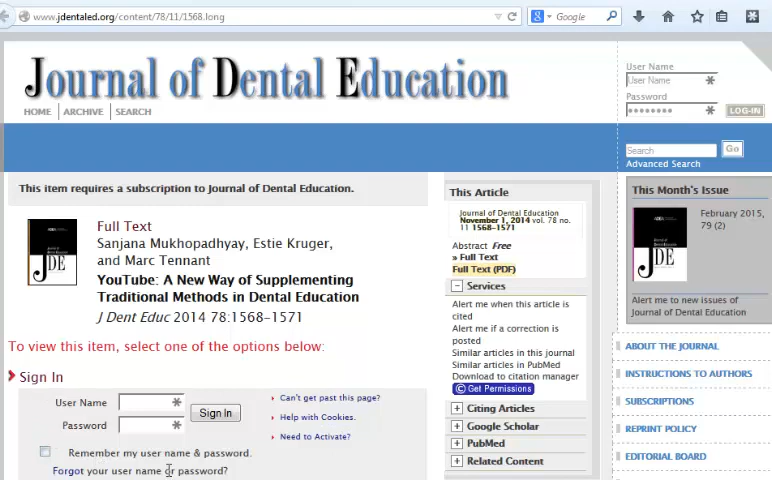 www.jdentaled.org/content/78/11/1568.long
Google
Journal of Dental Education
HOME
ARCHIVE
SEARCH
User Name
User Name
Password
LOG-IN
Search
Go
Advanced Search
This item requires a subscription to Journal of Dental Education.
Full Text
Sanjana Mukhopadhyay, Estie Kruger,
and Marc Tennant
YouTube: A New Way of Supplementing
Traditional Methods in Dental Education
J Dent Educ 2014 78:1568-1571
To view this item, select one of the options below:
Sign In
User Name
Password
Sign In
Can't get past this page?
Help with Cookies.
Need to Activate?
Remember my user name & password.
Forgot your user name or password?
This Article
Journal of Dental Education
November 1, 2014 vol. 78 no.
11 1568-1571
Abstract Free
» Full Text
Full Text (PDF)
Services
Alert me when this article is
cited
Alert me if a correction is
posted
Similar articles in this journal
Similar articles in PubMed
Download to citation manager
© Get Permissions
Citing Articles
Google Scholar
PubMed
Related Content
This Month's Issue
JDE
February 2015,
79 (2)
Alert me to new issues of
Journal of Dental Education
ABOUT THE JOURNAL
INSTRUCTIONS TO AUTHORS
SUBSCRIPTIONS
REPRINT POLICY
EDITORIAL BOARD
JDE